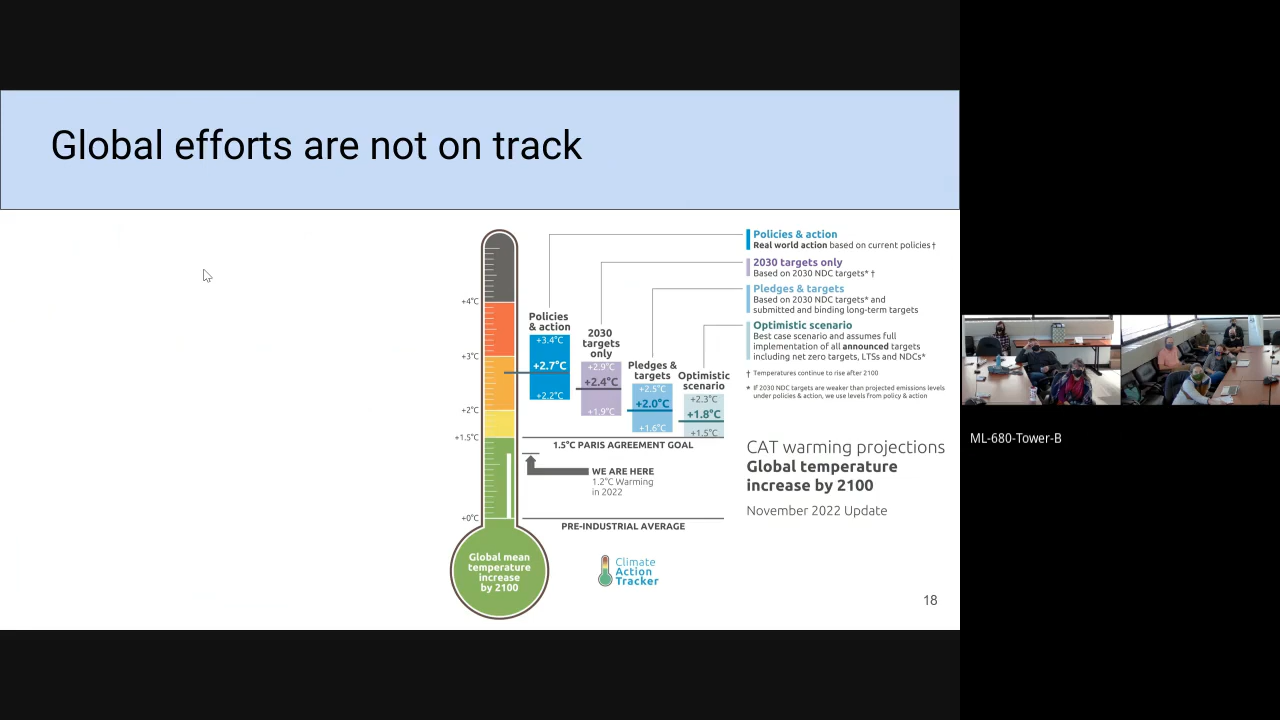 Global efforts are not on track
Policies & action
Real world action based on current policies†
2030 targets only
Based on 2030 NDC targets* †
Pledges & targets
Based on 2030 NDC targets* and
submitted and binding long-term targets
Optimistic scenario
Best case scenario and assumes full
implementation of all announced targets
including net zero targets, LTSs and NDCs*
† Temperatures continue to rise after 2100
* If 2030 NDC targets are weaker than projected emissions levels
under policies & action, we use levels from policy & action
+4°C
+3°C
+2°C
+1.5°C
+0°C
Policies
& action
+3.4°C
+2.7°C
+2.2°C
2030
targets
only
+2.9°C
+2.4°C
+1.9°C
Pledges &
targets
+2.5°C
+2.0°C
+1.6°C
Optimistic
scenario
+2.3°C
+1.8°C
+1.5°C
1.5°C PARIS AGREEMENT GOAL
WE ARE HERE
1.2°C Warming
in 2022
PRE-INDUSTRIAL AVERAGE
Global mean
temperature
increase
by 2100
Climate
Action
Tracker
CAT warming projections
Global temperature
increase by 2100
November 2022 Update
18
ML-680-Tower-B